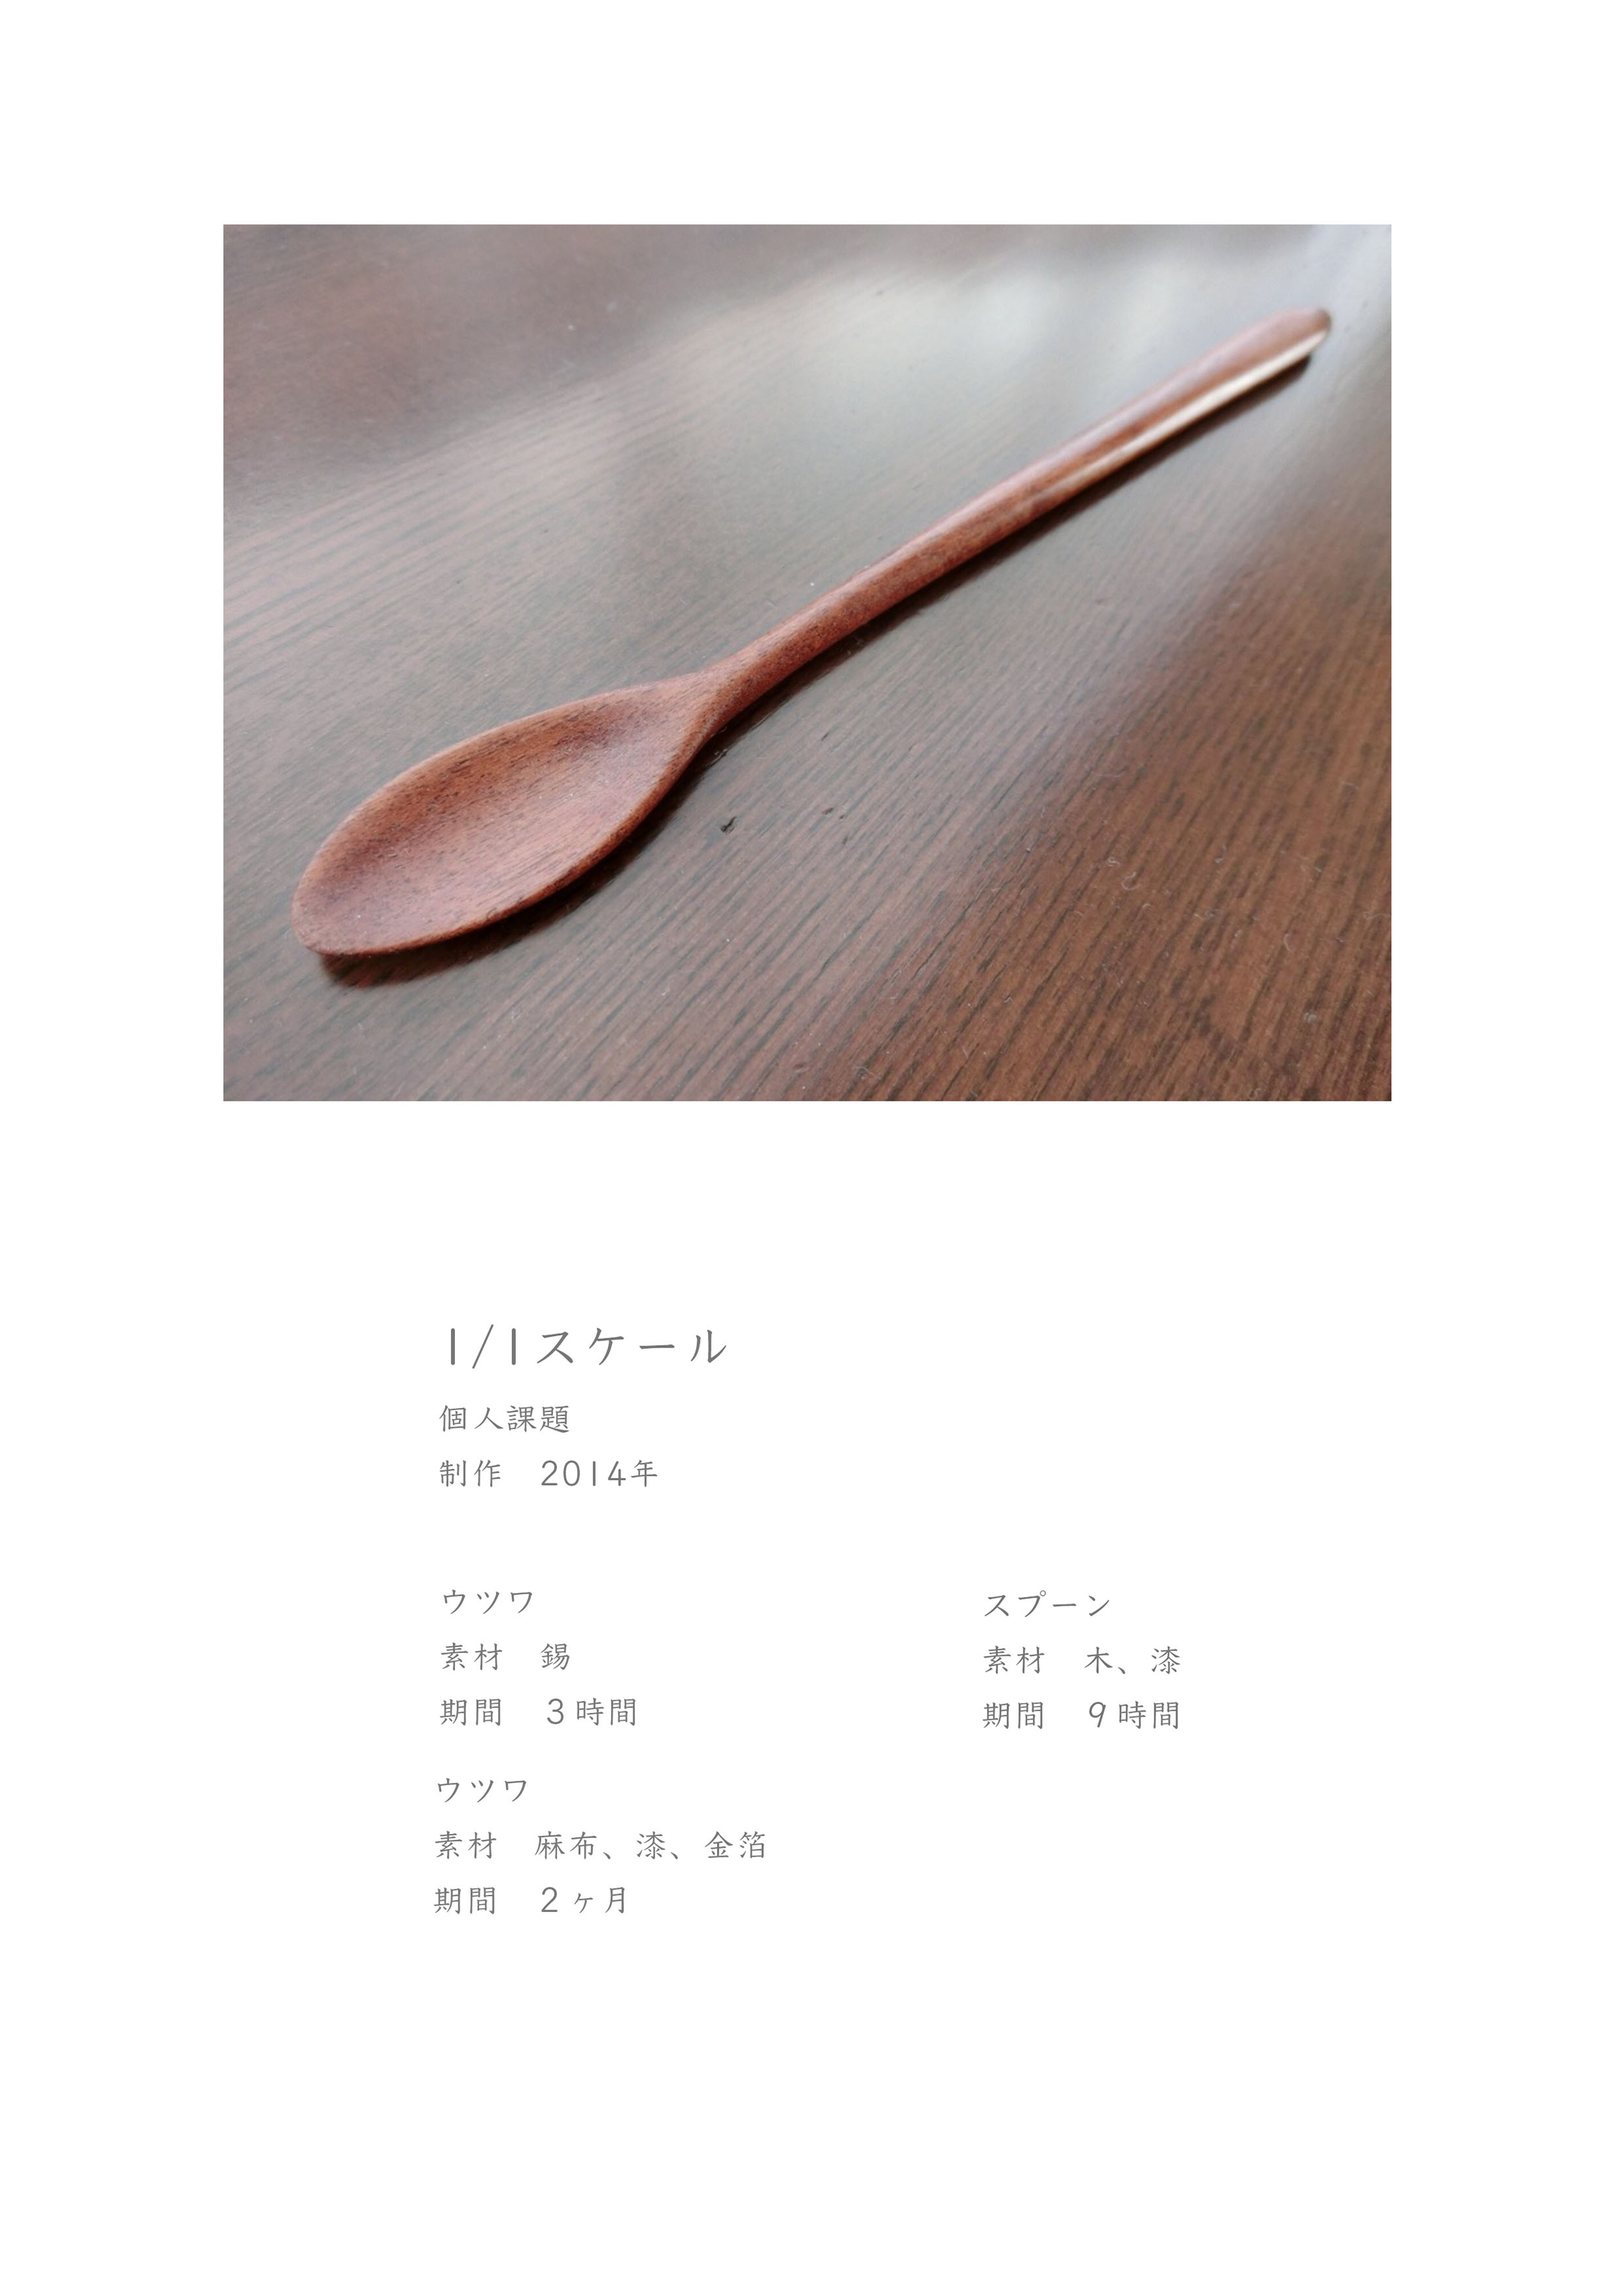 1/1スケール
個人課題
制作　2014年
ウツワ
素材　錫
期間　3時間
スプーン
素材　木、漆
期間　9時間
ウツワ
素材　麻布、漆、金箔
期間　2ヶ月